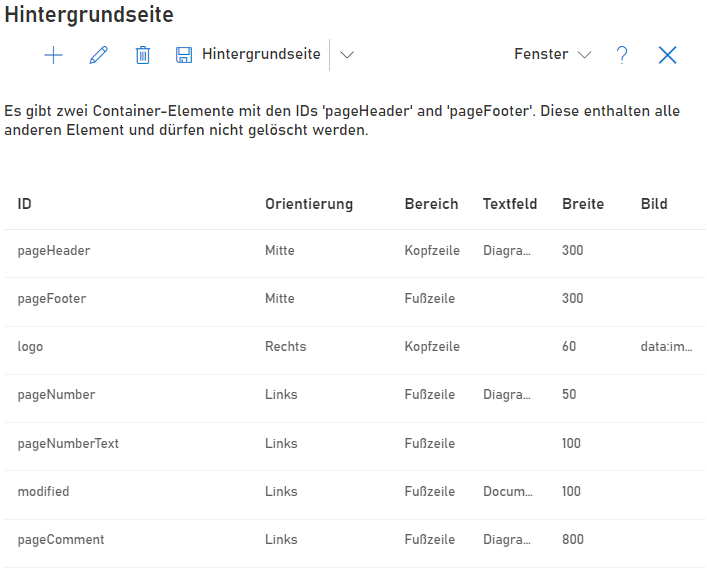 Hintergrundseite
Hintergrundseite Fenster ?
Es gibt zwei Container-Elemente mit den IDs 'pageHeader' and 'pageFooter'. Diese enthalten alle
anderen Element und dürfen nicht gelöscht werden.
ID Orientierung Bereich Textfeld Breite Bild
pageHeader Mitte Kopfzeile Diagra... 300
pageFooter Mitte Fußzeile 300
logo Rechts Kopfzeile 60 data:im...
pageNumber Links Fußzeile Diagra... 50
pageNumberText Links Fußzeile 100
modified Links Fußzeile Docum... 100
pageComment Links Fußzeile Diagra... 800